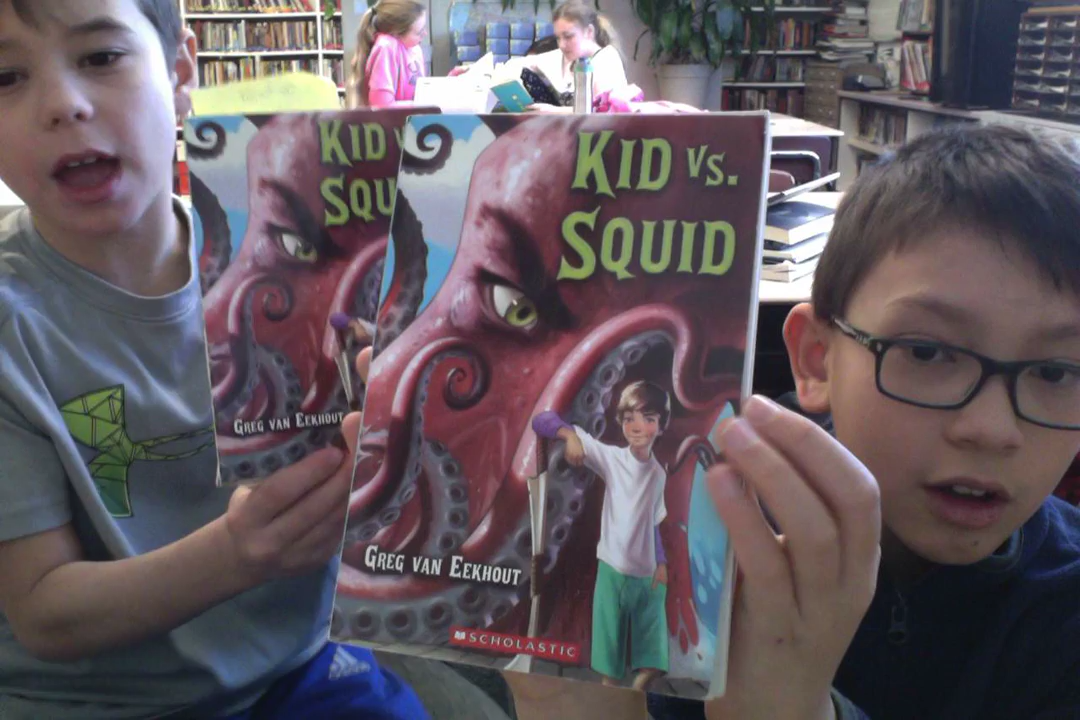 KID V
SQU
GREG VAN EEKHOUT
KID VS.
SQUID
GREG VAN EEKHOUT
SCHOLASTIC